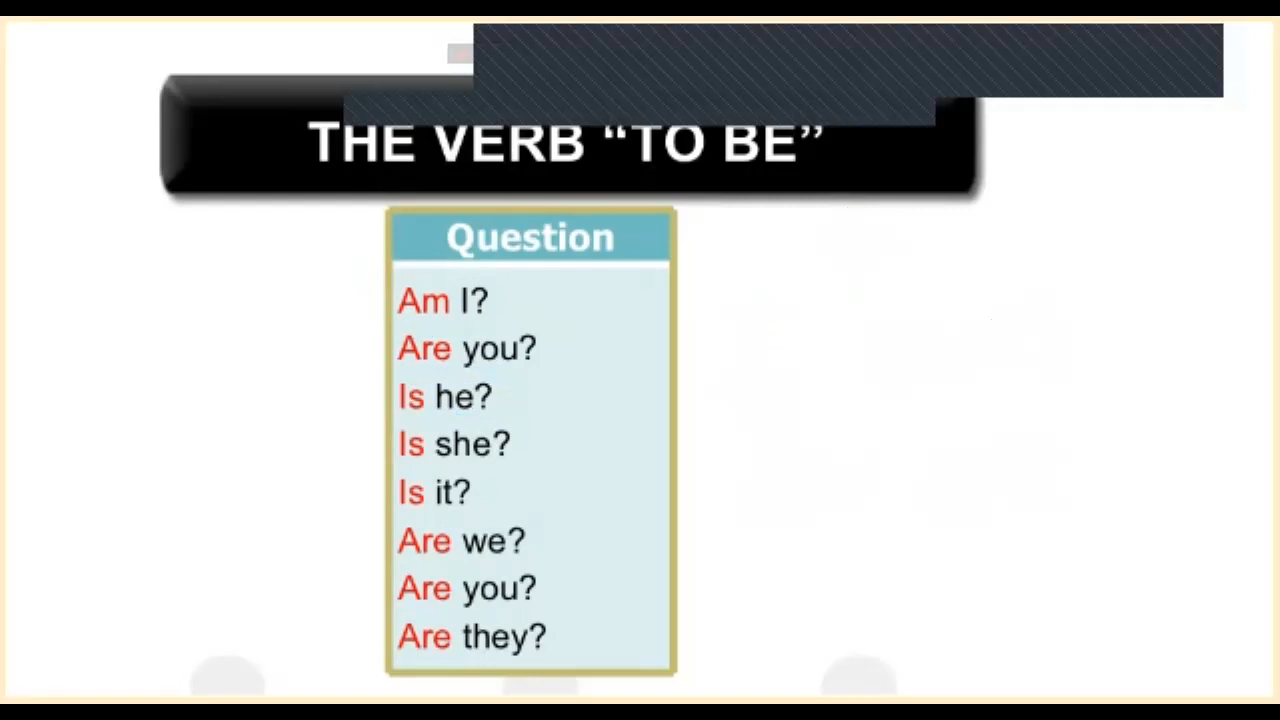 THE VERB “TO BE”
Question
Am I?
Are you?
Is he?
Is she?
Is it?
Are we?
Are you?
Are they?